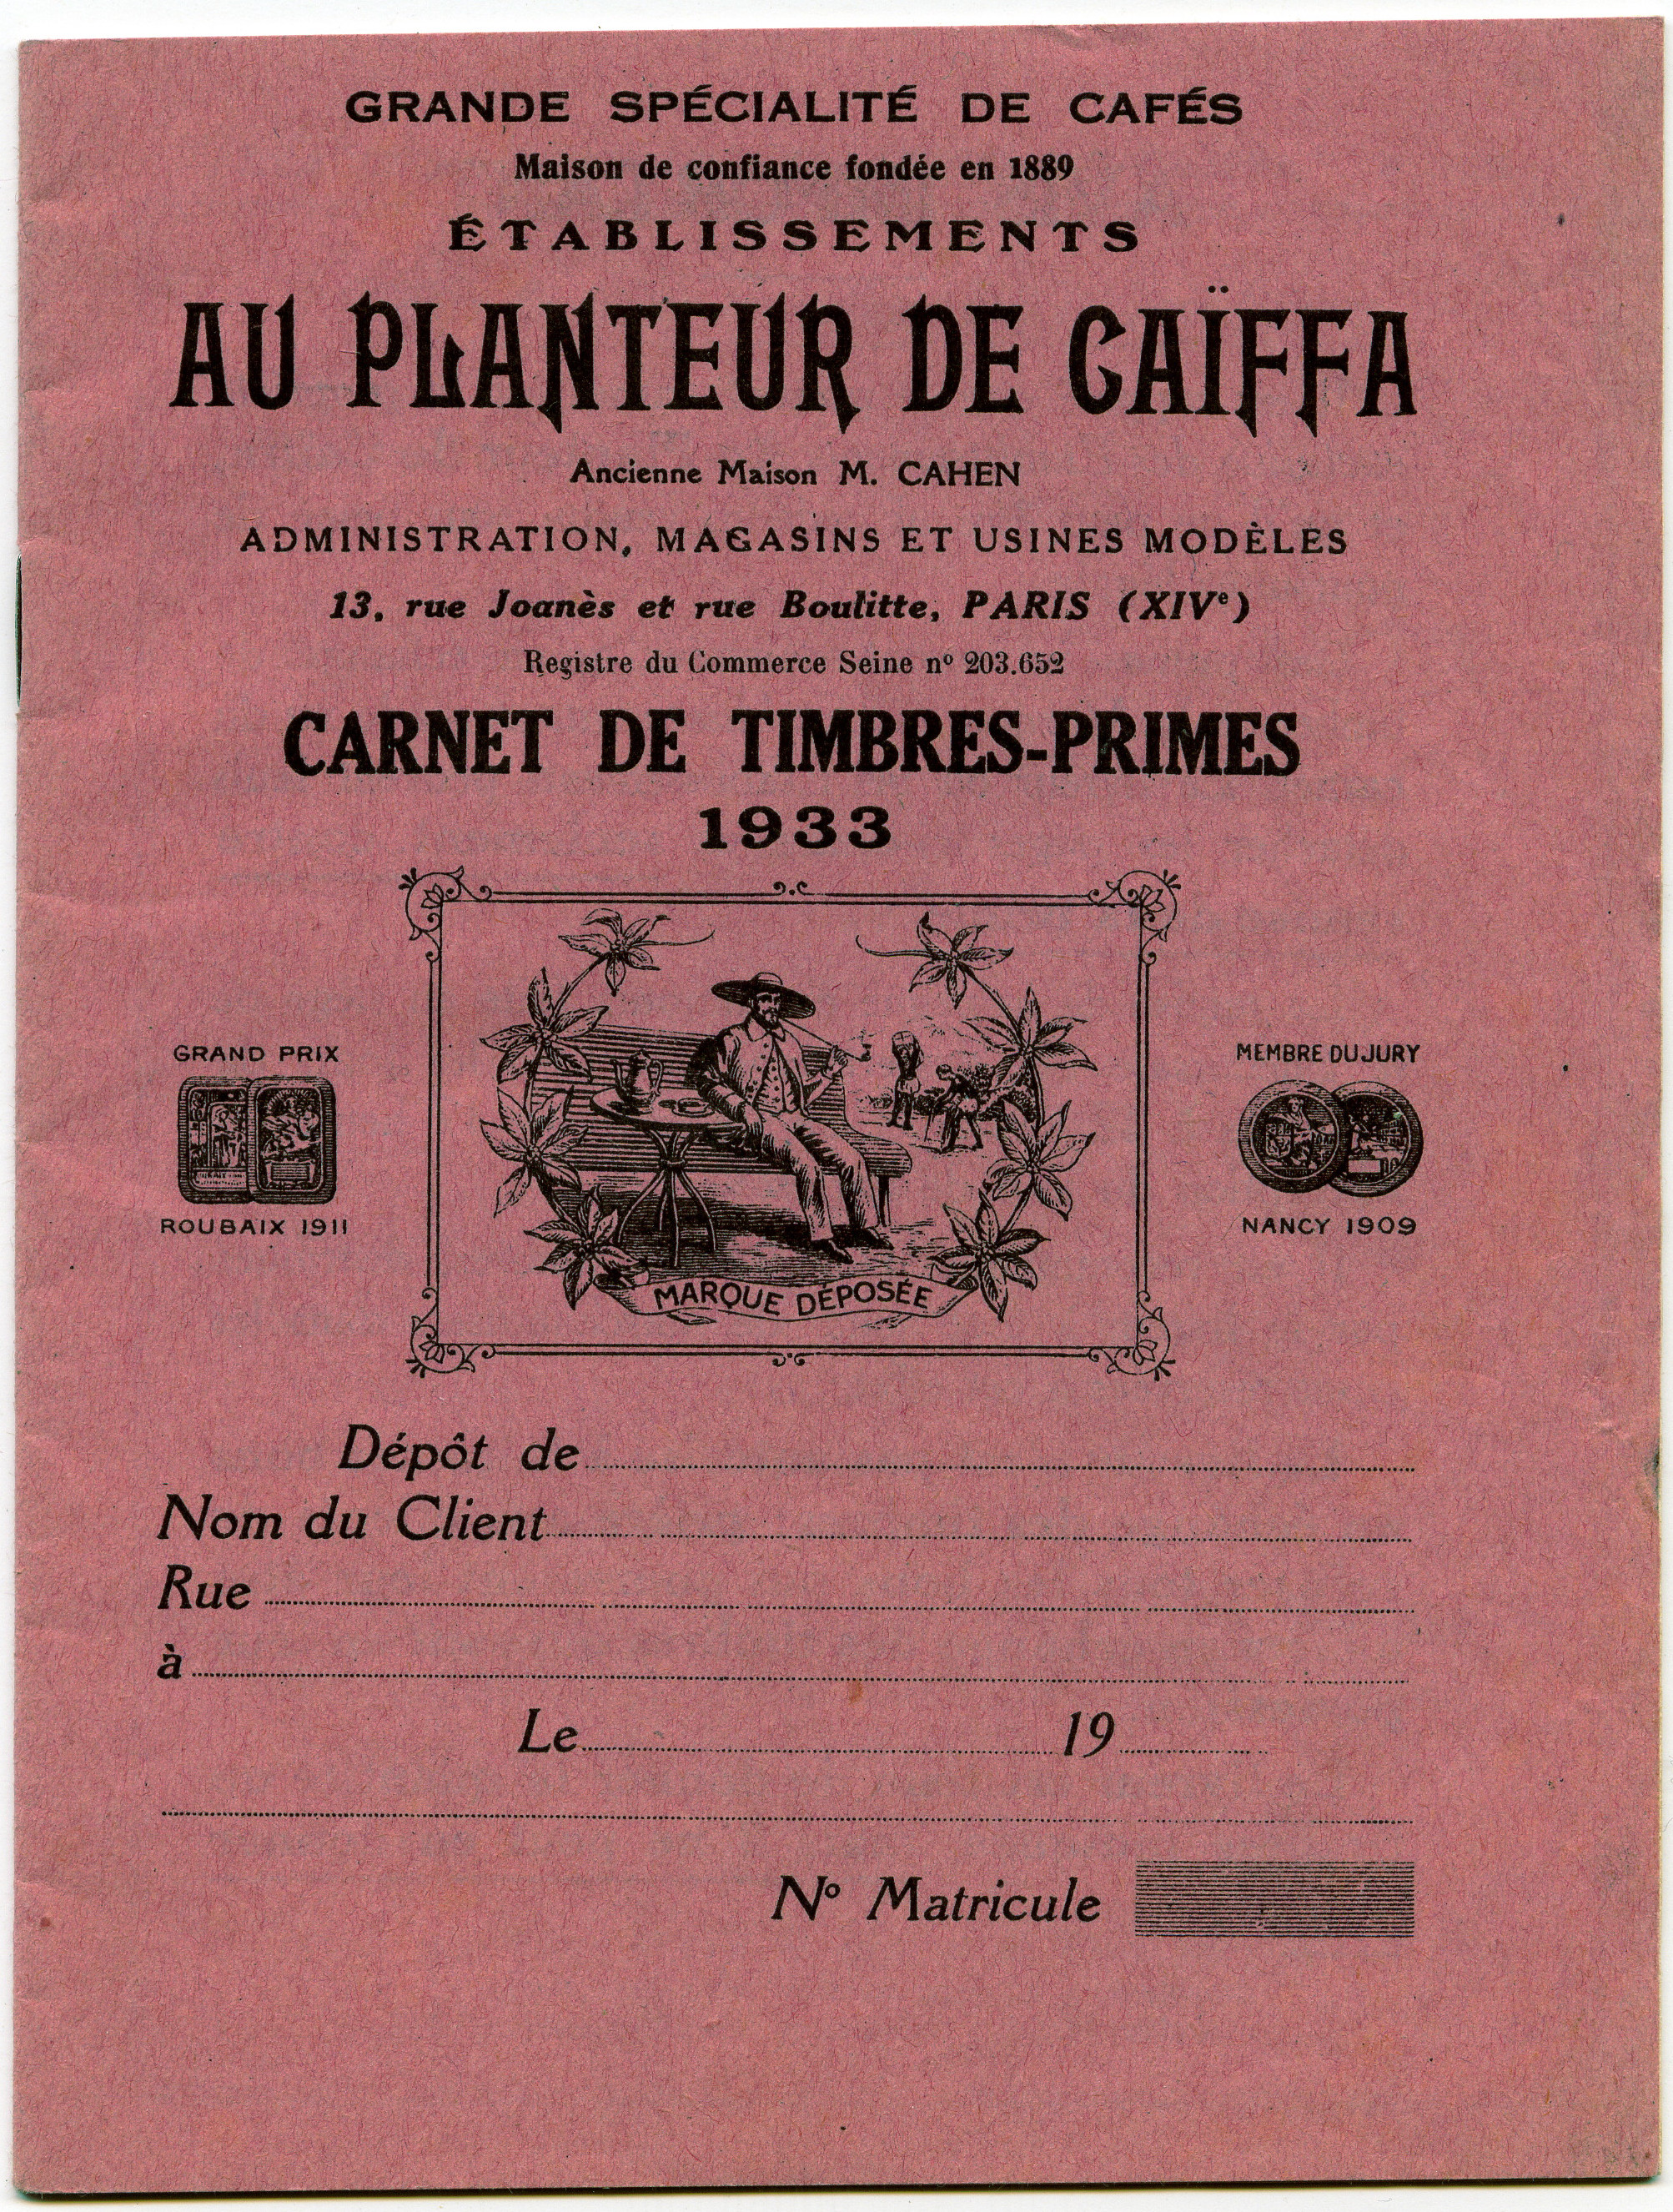 GRANDE SPÉCIALITÉ DE CAFÉS
Maison de confiance fondée en 1889
ÉTABLISSEMENTS
AU PLANTEUR DE CAÏFFA
Ancienne Maison M. CAHEN
ADMINISTRATION, MAGASINS ET USINES MODÈLES
13, rue Joanès et rue Boulitte, PARIS (XIVe)
Registre du Commerce Seine no 203.652
CARNET DE TIMBRES-PRIMES
1933
GRAND PRIX
ROUBAIX 1911
MARQUE DÉPOSÉE
MEMBRE DU JURY
NANCY 1909
Dépôt de
Nom du Client
Rue
à
Le 19
No Matricule